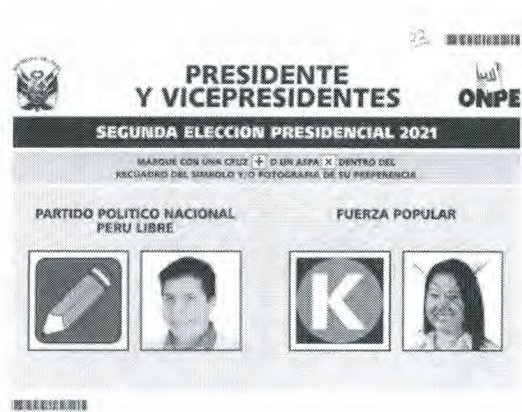 23
PRESIDENTE
Y VICEPRESIDENTES
ONPE
SEGUNDA ELECCION PRESIDENCIAL 2021
MARQUE CON UNA CRUZ + O UN ASPA X DENTRO DEL
RECUADRO DEL SIMBOLO Y/O FOTOGRAFIA DE SU PREFERENCIA
PARTIDO POLITICO NACIONAL
PERU LIBRE
FUERZA POPULAR
K